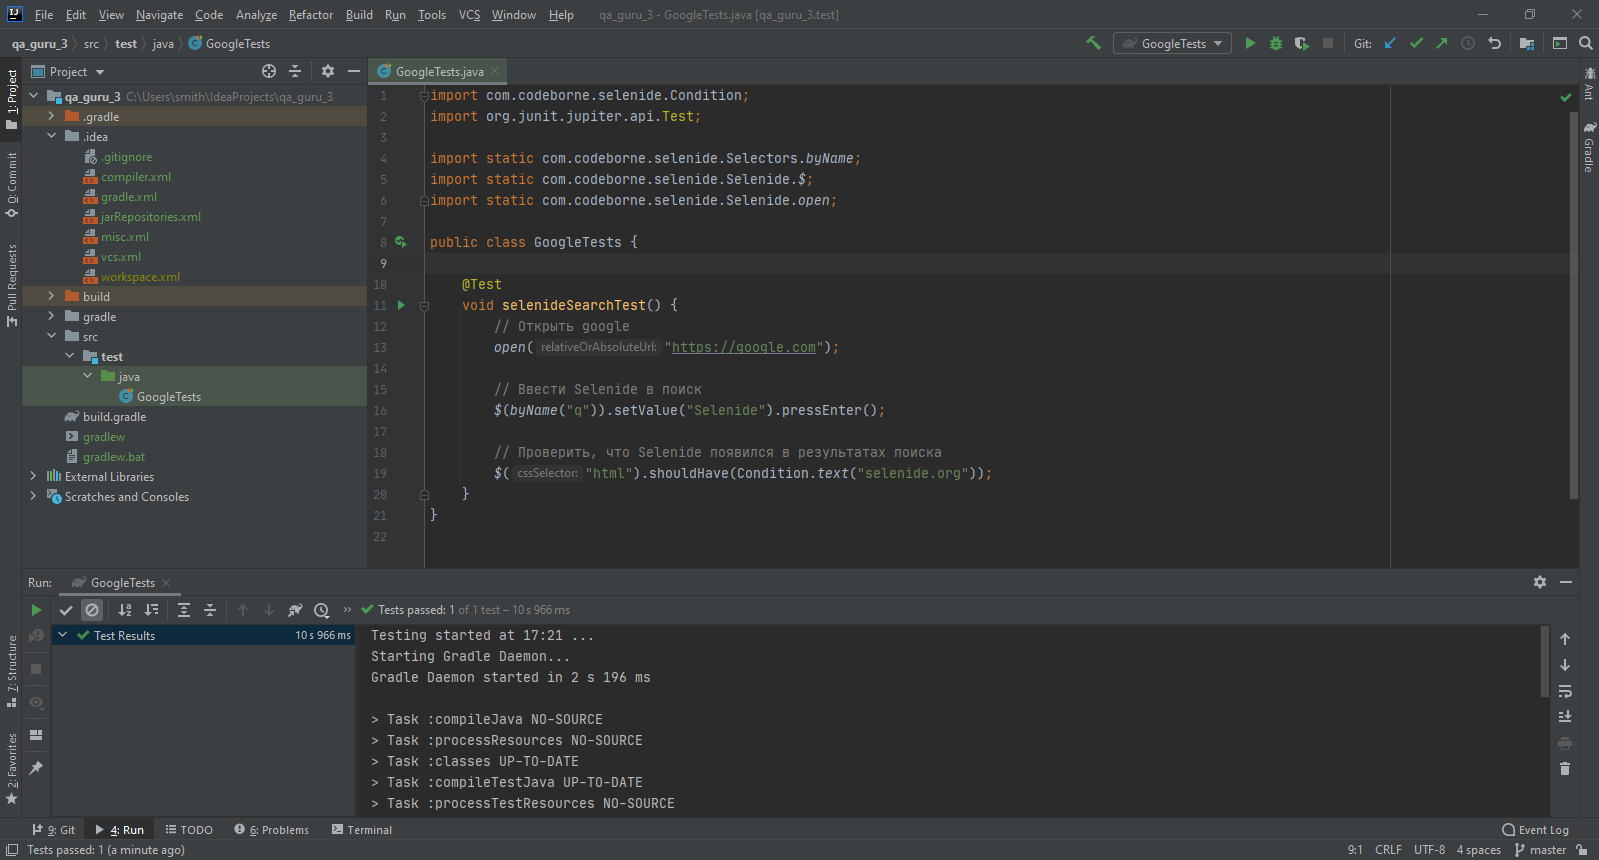 File Edit View Navigate Code Analyze Refactor Build Run Tools VCS Window Help qa_guru_3 - GoogleTests.java [qa_guru_3.test]
qa_guru_3 src test java GoogleTests GoogleTests Git:
Project GoogleTests.java
1: Project
0: Commit
Pull Requests
7: Structure
2: Favorites
Ant
Gradle
qa_guru_3 C:\Users\smith\IdeaProjects\qa_guru_3
.gradle
.idea
.gitignore
compiler.xml
gradle.xml
jarRepositories.xml
misc.xml
vcs.xml
workspace.xml
build
gradle
src
test
java
GoogleTests
build.gradle
gradlew
gradlew.bat
External Libraries
Scratches and Consoles
1 import com.codeborne.selenide.Condition;
2 import org.junit.jupiter.api.Test;
3
4 import static com.codeborne.selenide.Selectors.byName;
5 import static com.codeborne.selenide.Selenide.$;
6 import static com.codeborne.selenide.Selenide.open;
7
8 public class GoogleTests {
9
10 @Test
11 void selenideSearchTest() {
12 // Открыть google
13 open( relativeOrAbsoluteUrl: "https://google.com");
14
15 // Ввести Selenide в поиск
16 $(byName("q")).setValue("Selenide").pressEnter();
17
18 // Проверить, что Selenide появился в результатах поиска
19 $( cssSelector: "html").shouldHave(Condition.text("selenide.org"));
20 }
21 }
22
Run: GoogleTests
Tests passed: 1 of 1 test – 10 s 966 ms
Test Results 10 s 966 ms
Testing started at 17:21 ...
Starting Gradle Daemon...
Gradle Daemon started in 2 s 196 ms
> Task :compileJava NO-SOURCE
> Task :processResources NO-SOURCE
> Task :classes UP-TO-DATE
> Task :compileTestJava UP-TO-DATE
> Task :processTestResources NO-SOURCE
9: Git 4: Run TODO 6: Problems Terminal Event Log
Tests passed: 1 (a minute ago) 9:1 CRLF UTF-8 4 spaces master